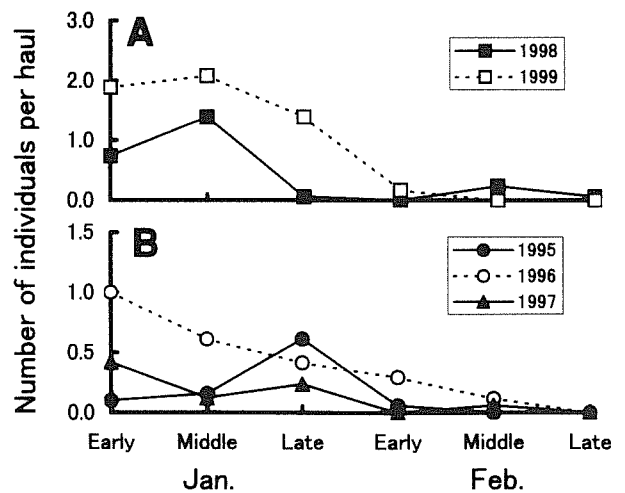 Number of individuals per haul
A
3.0
2.0
1.0
0.0
1998
1999
B
1.5
1.0
0.5
0.0
1995
1996
1997
Early Middle Late Early Middle Late
Jan. Feb.